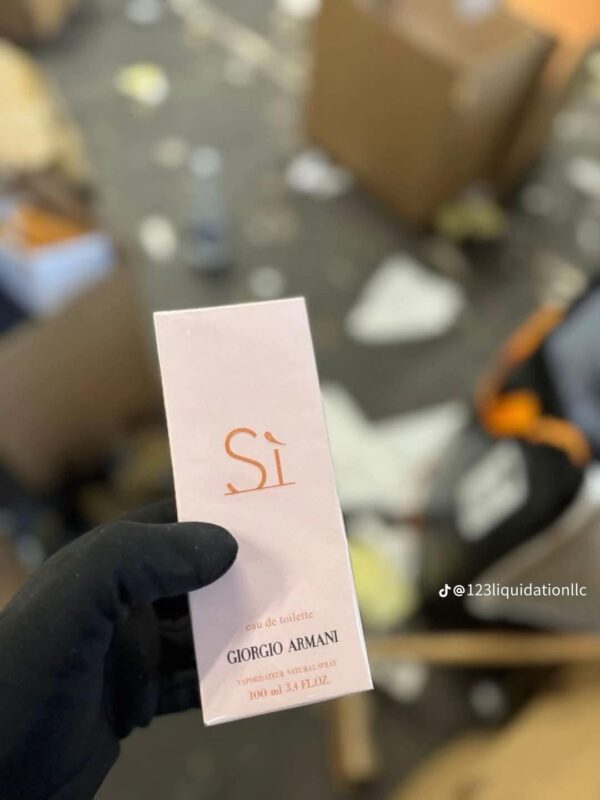 Sì
eau de toilette
GIORGIO ARMANI
VAPORISATEUR NATURAL SPRAY
100 ml 3.4 FL.OZ.
@123liquidationllc